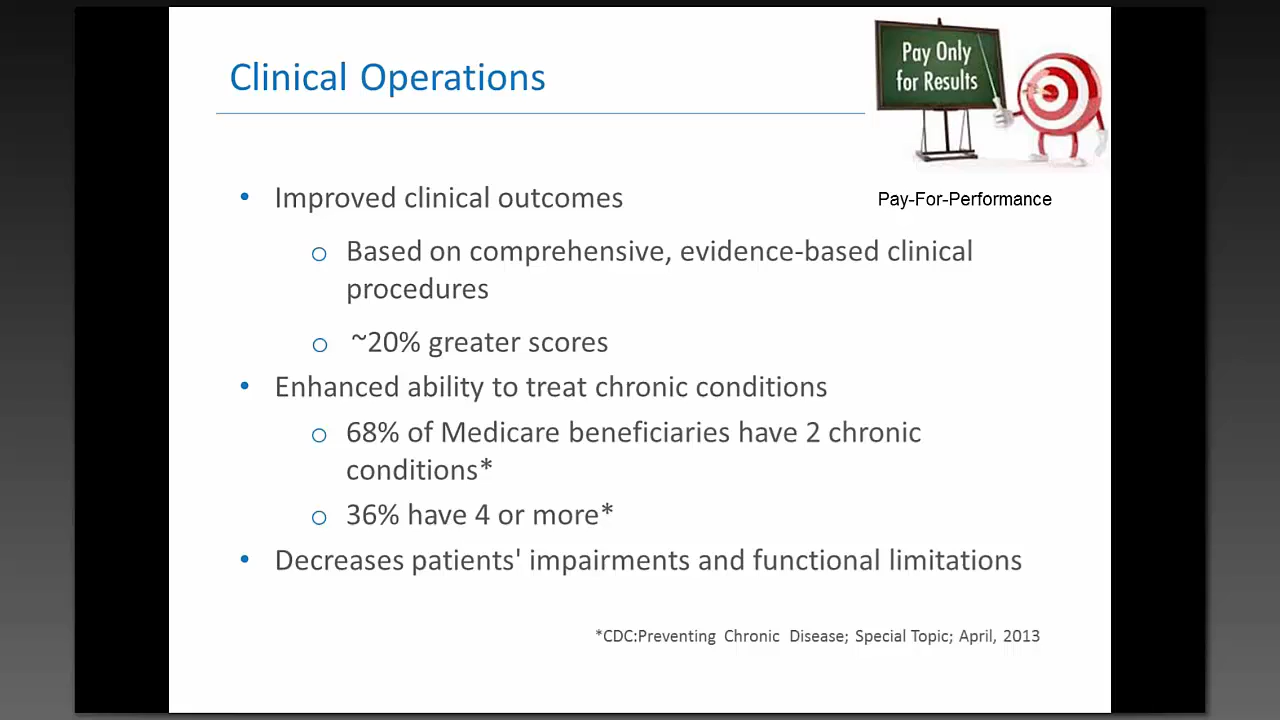 Clinical Operations
Pay Only
for Results
Pay-For-Performance
• Improved clinical outcomes
o Based on comprehensive, evidence-based clinical
procedures
o ~20% greater scores
• Enhanced ability to treat chronic conditions
o 68% of Medicare beneficiaries have 2 chronic
conditions*
o 36% have 4 or more*
• Decreases patients' impairments and functional limitations
*CDC:Preventing Chronic Disease; Special Topic; April, 2013